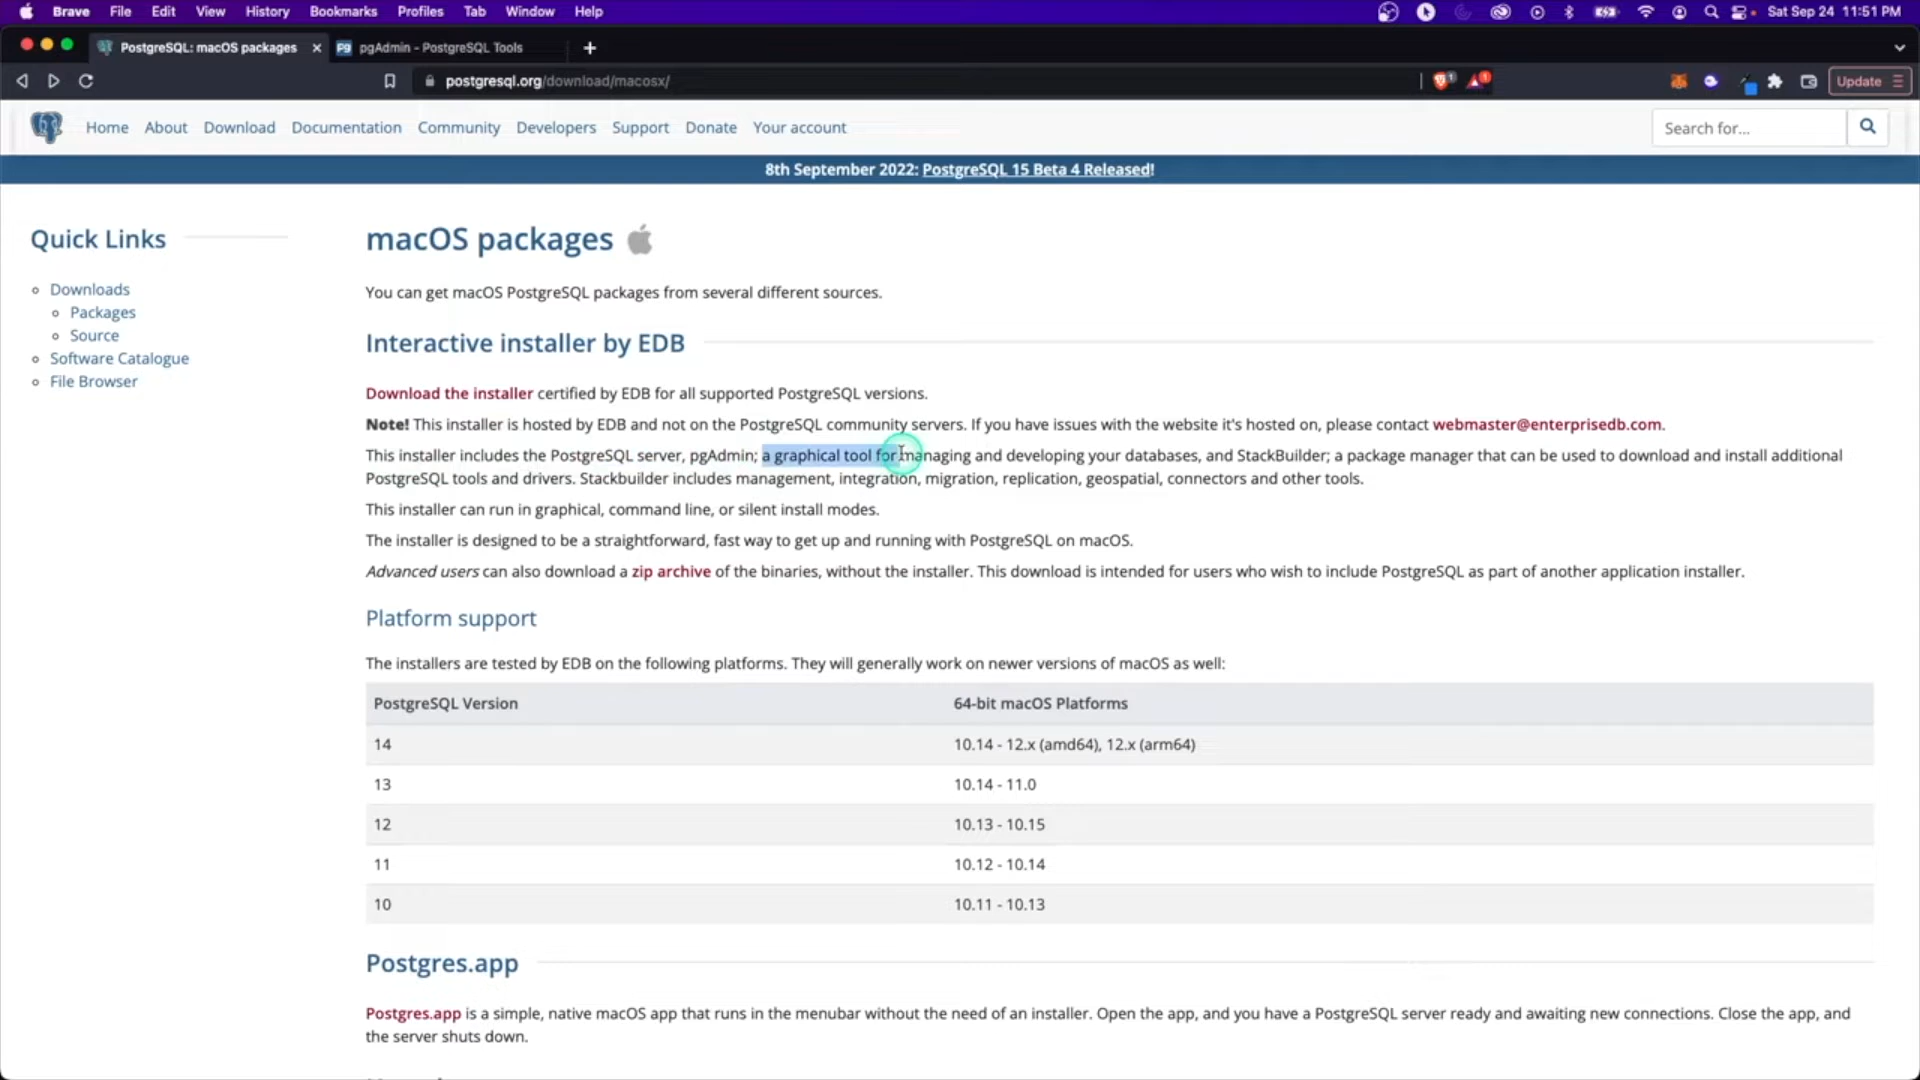 Brave File Edit View History Bookmarks Profiles Tab Window Help Sat Sep 24 11:51 PM
PostgreSQL: macOS packages pgAdmin - PostgreSQL Tools
postgresql.org/download/macosx/ Update
Home About Download Documentation Community Developers Support Donate Your account Search for...
8th September 2022: PostgreSQL 15 Beta 4 Released!
Quick Links
Downloads
Packages
Source
Software Catalogue
File Browser
macOS packages
You can get macOS PostgreSQL packages from several different sources.
Interactive installer by EDB
Download the installer certified by EDB for all supported PostgreSQL versions.
Note! This installer is hosted by EDB and not on the PostgreSQL community servers. If you have issues with the website it's hosted on, please contact webmaster@enterprisedb.com.
This installer includes the PostgreSQL server, pgAdmin; a graphical tool for managing and developing your databases, and StackBuilder; a package manager that can be used to download and install additional
PostgreSQL tools and drivers. Stackbuilder includes management, integration, migration, replication, geospatial, connectors and other tools.
This installer can run in graphical, command line, or silent install modes.
The installer is designed to be a straightforward, fast way to get up and running with PostgreSQL on macOS.
Advanced users can also download a zip archive of the binaries, without the installer. This download is intended for users who wish to include PostgreSQL as part of another application installer.
Platform support
The installers are tested by EDB on the following platforms. They will generally work on newer versions of macOS as well:
PostgreSQL Version 64-bit macOS Platforms
14 10.14 - 12.x (amd64), 12.x (arm64)
13 10.14 - 11.0
12 10.13 - 10.15
11 10.12 - 10.14
10 10.11 - 10.13
Postgres.app
Postgres.app is a simple, native macOS app that runs in the menubar without the need of an installer. Open the app, and you have a PostgreSQL server ready and awaiting new connections. Close the app, and
the server shuts down.